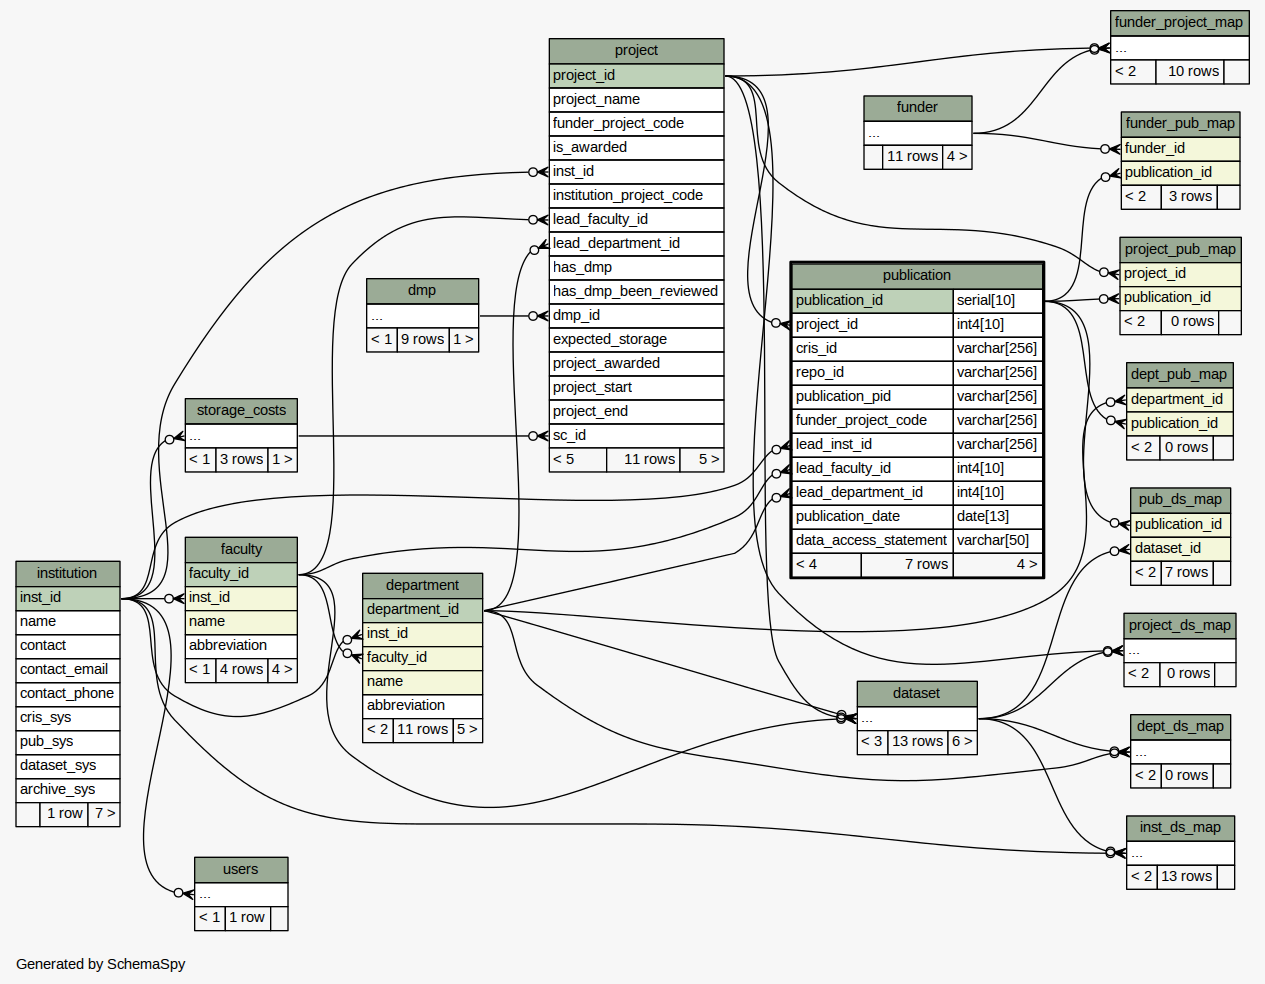 funder_project_map
...
< 2 10 rows
project
project_id
project_name
funder_project_code
is_awarded
inst_id
institution_project_code
lead_faculty_id
lead_department_id
has_dmp
has_dmp_been_reviewed
dmp_id
expected_storage
project_awarded
project_start
project_end
sc_id
< 5 11 rows 5 >
funder
...
11 rows 4 >
funder_pub_map
funder_id
publication_id
< 2 3 rows
project_pub_map
project_id
publication_id
< 2 0 rows
publication
publication_id serial[10]
project_id int4[10]
cris_id varchar[256]
repo_id varchar[256]
publication_pid varchar[256]
funder_project_code varchar[256]
lead_inst_id varchar[256]
lead_faculty_id int4[10]
lead_department_id int4[10]
publication_date date[13]
data_access_statement varchar[50]
< 4 7 rows 4 >
dmp
...
< 1 9 rows 1 >
dept_pub_map
department_id
publication_id
< 2 0 rows
storage_costs
...
< 1 3 rows 1 >
pub_ds_map
publication_id
dataset_id
< 2 7 rows
faculty
faculty_id
inst_id
name
abbreviation
< 1 4 rows 4 >
institution
inst_id
name
contact
contact_email
contact_phone
cris_sys
pub_sys
dataset_sys
archive_sys
1 row 7 >
department
department_id
inst_id
faculty_id
name
abbreviation
< 2 11 rows 5 >
project_ds_map
...
< 2 0 rows
dataset
...
< 3 13 rows 6 >
dept_ds_map
...
< 2 0 rows
inst_ds_map
...
< 2 13 rows
users
...
< 1 1 row
Generated by SchemaSpy